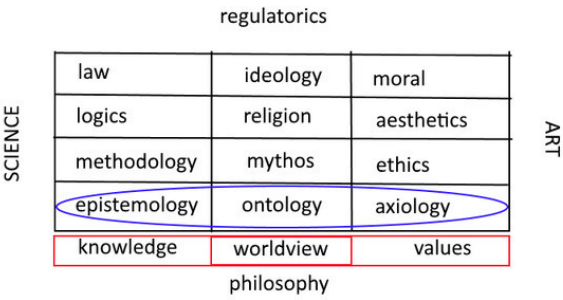 regulatorics
law ideology moral
logics religion aesthetics
methodology mythos ethics
epistemology ontology axiology
knowledge worldview values
philosophy
SCIENCE
ART